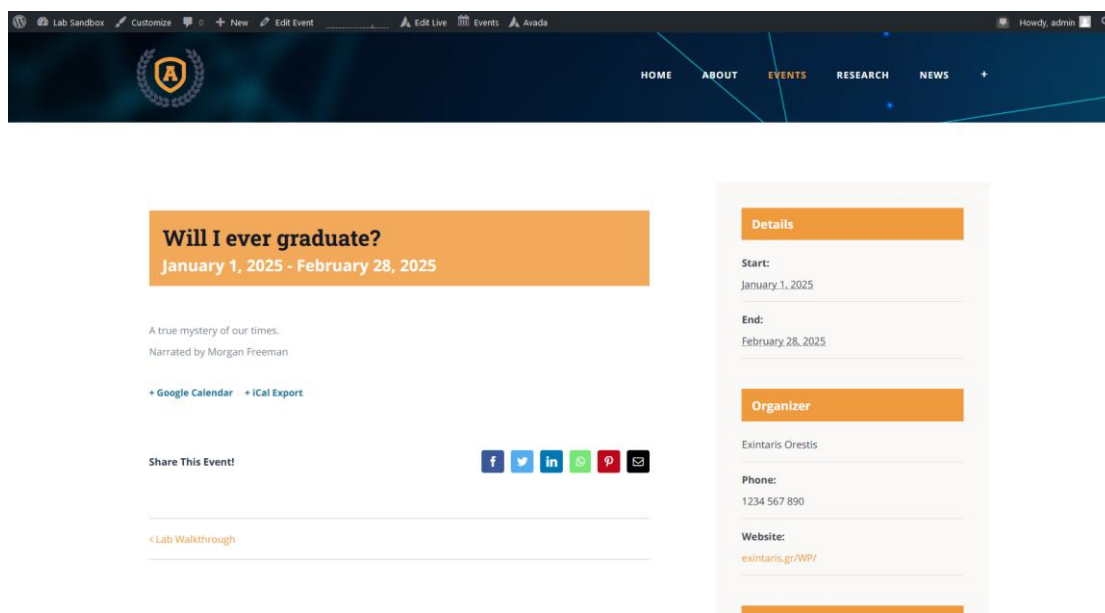 Lab Sandbox Customize 0 + New Edit Event Edit Live Events Avada Howdy, admin
A
HOME ABOUT EVENTS RESEARCH NEWS +
Will I ever graduate?
January 1, 2025 - February 28, 2025
A true mystery of our times.
Narrated by Morgan Freeman
+ Google Calendar + iCal Export
Share This Event!
< Lab Walkthrough
Details
Start:
January 1, 2025
End:
February 28, 2025
Organizer
Exintaris Orestis
Phone:
1234 567 890
Website:
exintaris.gr/WP/